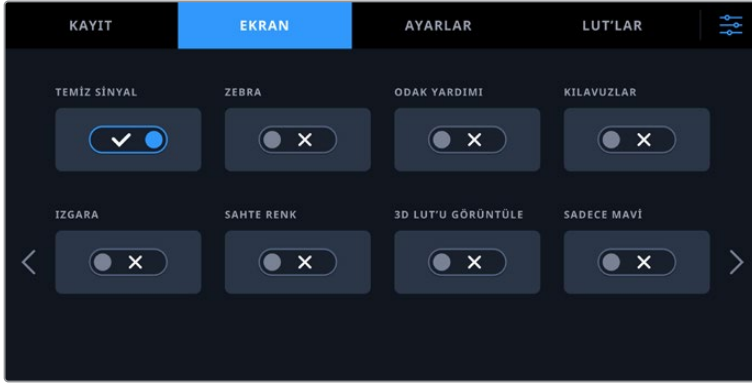 KAYIT EKRAN AYARLAR LUT'LAR
TEMİZ SİNYAL ZEBRA ODAK YARDIMI KILAVUZLAR
IZGARA SAHTE RENK 3D LUT'U GÖRÜNTÜLE SADECE MAVİ